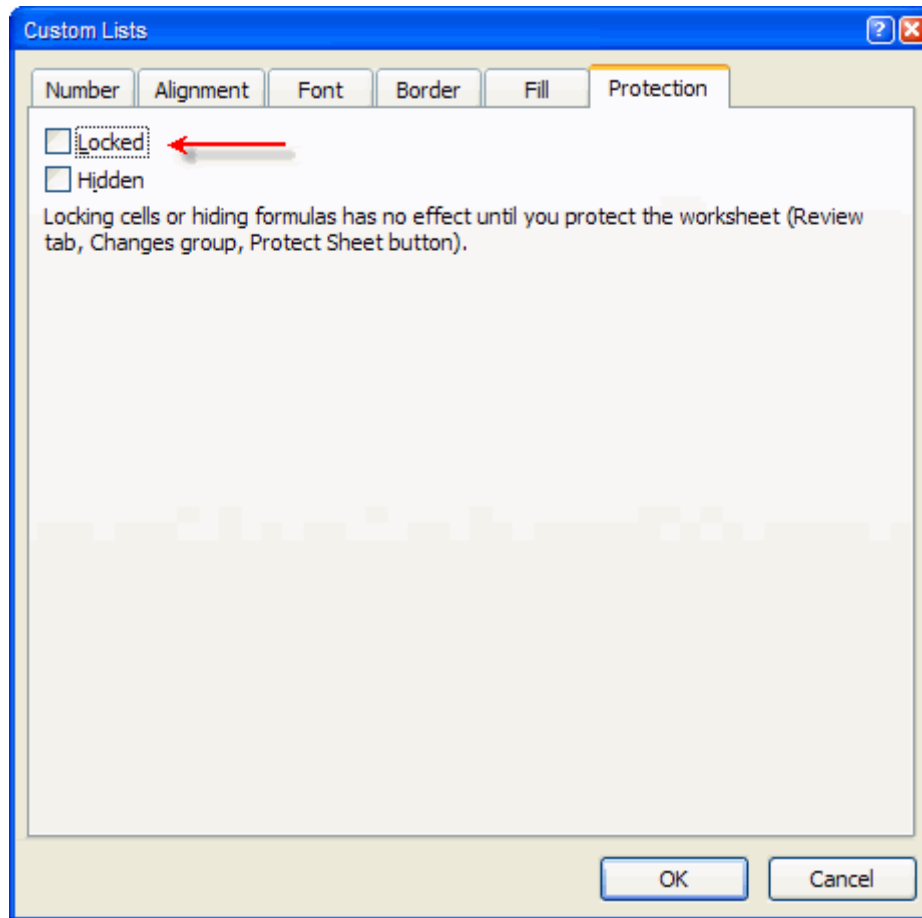 Custom Lists
Number Alignment Font Border Fill Protection
Locked
Hidden
Locking cells or hiding formulas has no effect until you protect the worksheet (Review
tab, Changes group, Protect Sheet button).
OK Cancel